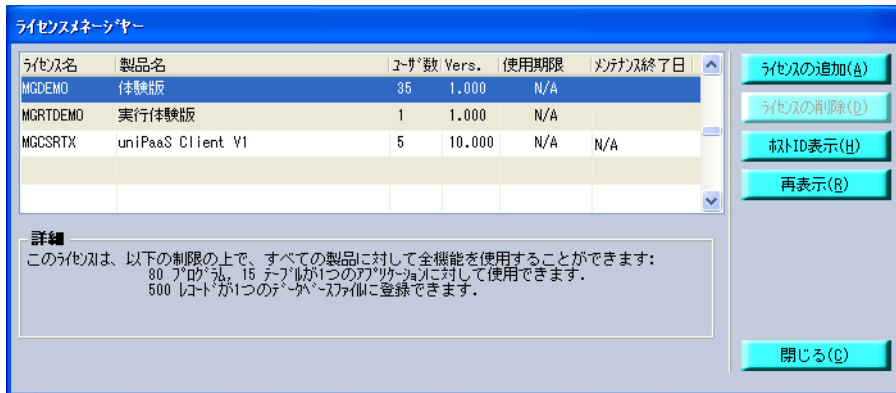 ライセンスメネージャー
ライセンス名 製品名 ユーザ数 Vers. 使用期限 メンテナンス終了日
MGDEMO 体験版 35 1.000 N/A
MGRTDEMO 実行体験版 1 1.000 N/A
MGCSRTX uniPaaS Client V1 5 10.000 N/A N/A
ライセンスの追加(A)
ライセンスの削除(D)
ホストID表示(H)
再表示(R)
詳細
このライセンスは、以下の制限の上で、すべての製品に対して全機能を使用することができます:
80 プログラム, 15 テーブルが1つのアプリケーションに対して使用できます.
500 レコードが1つのデータベースファイルに登録できます.
閉じる(C)